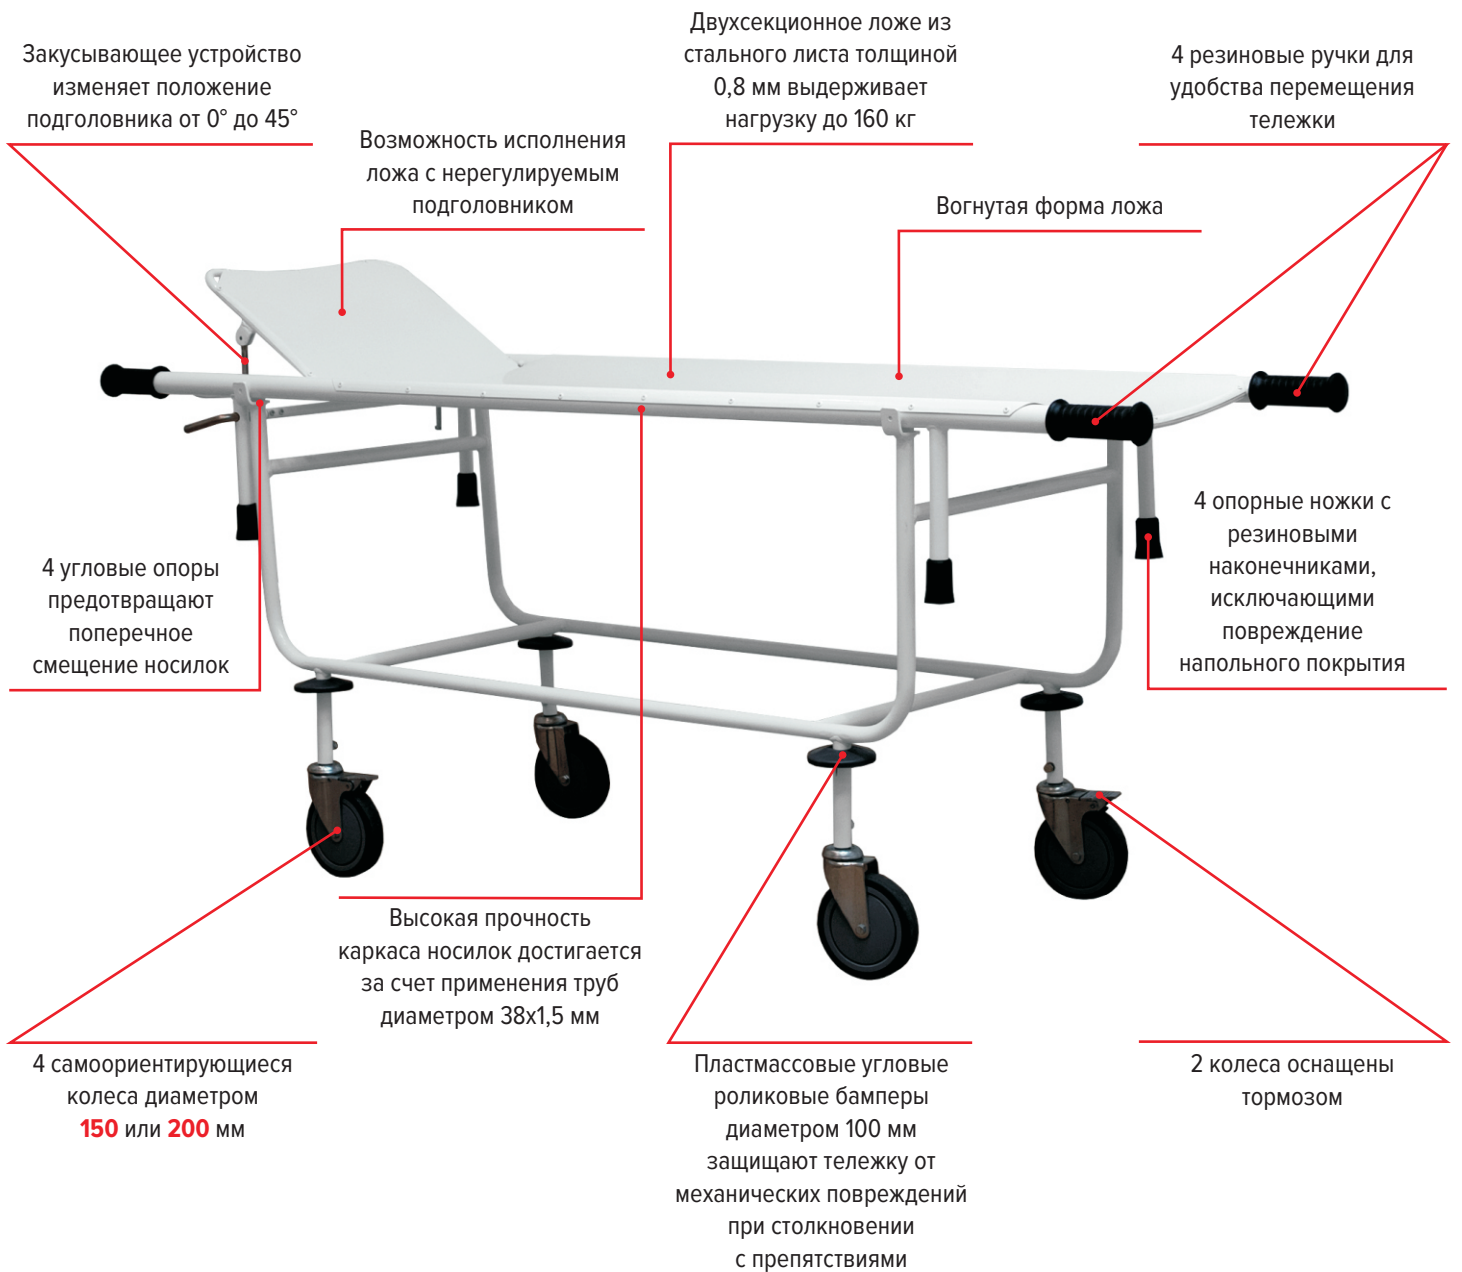 Закусывающее устройство
изменяет положение
подголовника от 0° до 45°
Возможность исполнения
ложа с нерегулируемым
подголовником
Двухсекционное ложе из
стального листа толщиной
0,8 мм выдерживает
нагрузку до 160 кг
Вогнутая форма ложа
4 резиновые ручки для
удобства перемещения
тележки
4 угловые опоры
предотвращают
поперечное
смещение носилок
4 опорные ножки с
резиновыми
наконечниками,
исключающими
повреждение
напольного покрытия
Высокая прочность
каркаса носилок достигается
за счет применения труб
диаметром 38х1,5 мм
4 самоориентирующиеся
колеса диаметром
150 или 200 мм
Пластмассовые угловые
роликовые бамперы
диаметром 100 мм
защищают тележку от
механических повреждений
при столкновении
с препятствиями
2 колеса оснащены
тормозом